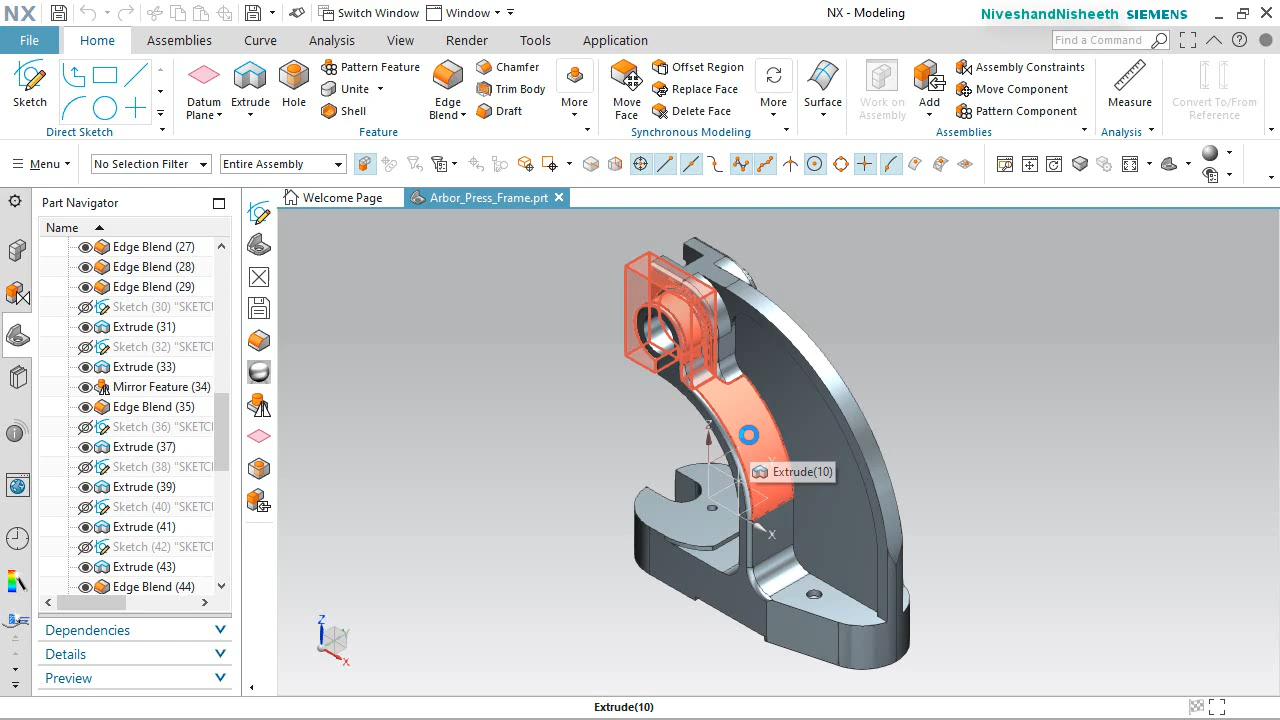 NX
Switch Window
Window
NX - Modeling
NiveshandNisheeth SIEMENS
File
Home
Assemblies
Curve
Analysis
View
Render
Tools
Application
Find a Command
Sketch
Direct Sketch
Datum Plane
Extrude
Hole
Pattern Feature
Unite
Shell
Edge Blend
Chamfer
Trim Body
Draft
More
Feature
Move Face
Offset Region
Replace Face
Delete Face
More
Synchronous Modeling
Surface
Work on Assembly
Add
Assembly Constraints
Move Component
Pattern Component
Assemblies
Measure
Analysis
Convert To/From Reference
Menu
No Selection Filter
Entire Assembly
Part Navigator
Welcome Page
Arbor_Press_Frame.prt
Name
Edge Blend (27)
Edge Blend (28)
Edge Blend (29)
Sketch (30) "SKETC
Extrude (31)
Sketch (32) "SKETC
Extrude (33)
Mirror Feature (34)
Edge Blend (35)
Sketch (36) "SKETC
Extrude (37)
Sketch (38) "SKETC
Extrude (39)
Sketch (40) "SKETC
Extrude (41)
Sketch (42) "SKETC
Extrude (43)
Edge Blend (44)
Dependencies
Details
Preview
Z
Extrude(10)
X
Z
Y
X
Extrude(10)